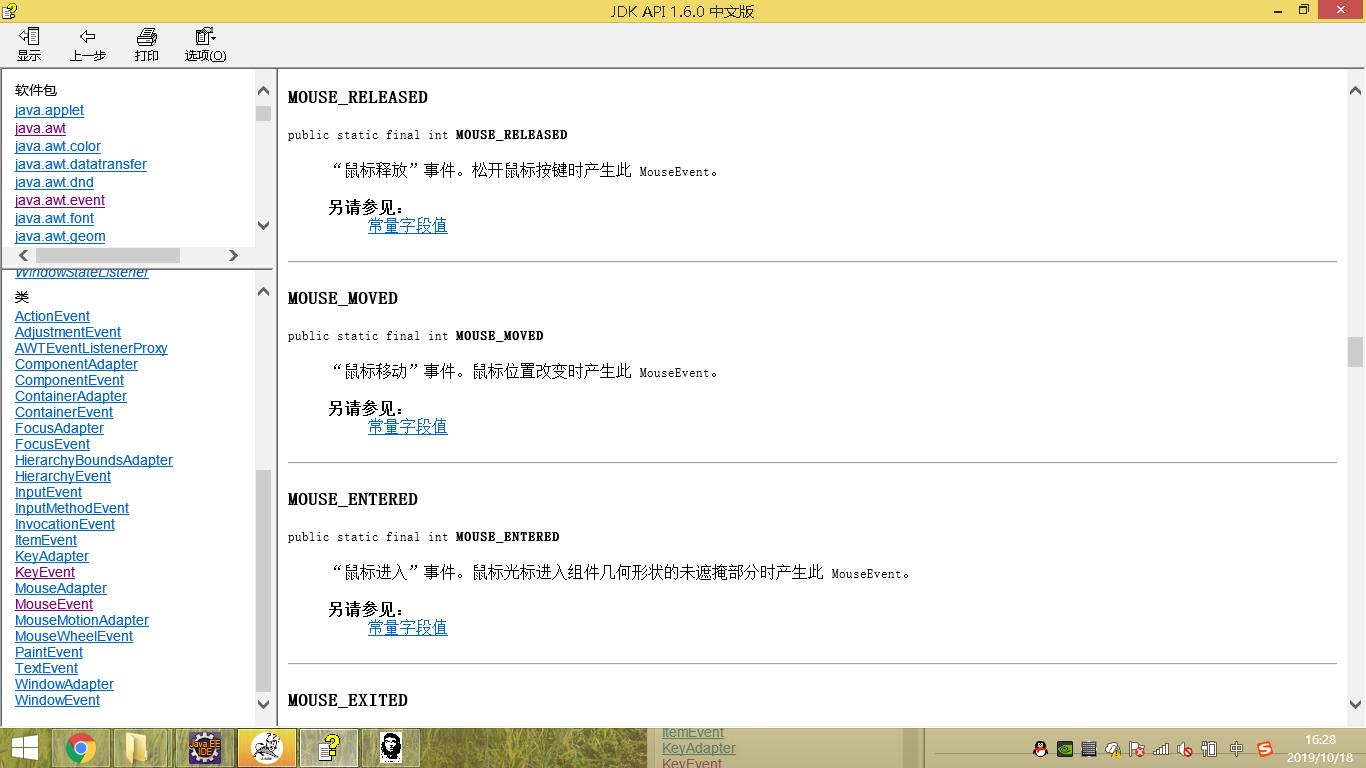 JDK API 1.6.0 中文版
显示
上一步
打印
选项(O)
软件包
java.applet
java.awt
java.awt.color
java.awt.datatransfer
java.awt.dnd
java.awt.event
java.awt.font
java.awt.geom
WindowStateListener
类
ActionEvent
AdjustmentEvent
AWTEventListenerProxy
ComponentAdapter
ComponentEvent
ContainerAdapter
ContainerEvent
FocusAdapter
FocusEvent
HierarchyBoundsAdapter
HierarchyEvent
InputEvent
InputMethodEvent
InvocationEvent
ItemEvent
KeyAdapter
KeyEvent
MouseAdapter
MouseEvent
MouseMotionAdapter
MouseWheelEvent
PaintEvent
TextEvent
WindowAdapter
WindowEvent
MOUSE_RELEASED
public static final int MOUSE_RELEASED
“鼠标释放”事件。松开鼠标按键时产生此 MouseEvent。
另请参见：
常量字段值
MOUSE_MOVED
public static final int MOUSE_MOVED
“鼠标移动”事件。鼠标位置改变时产生此 MouseEvent。
另请参见：
常量字段值
MOUSE_ENTERED
public static final int MOUSE_ENTERED
“鼠标进入”事件。鼠标光标进入组件几何形状的未遮掩部分时产生此 MouseEvent。
另请参见：
常量字段值
MOUSE_EXITED
Java EE
IDE
ItemEvent
KeyAdapter
KeyEvent
中
16:28
2019/10/18